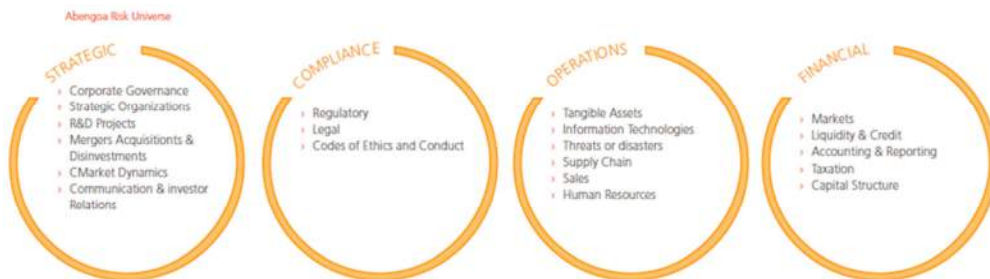 Abengoa Risk Universe
STRATEGIC
Corporate Governance
Strategic Organizations
R&D Projects
Mergers Acquisitionts &
Disinvestments
CMarket Dynamics
Communication & investor
Relations
COMPLIANCE
Regulatory
Legal
Codes of Ethics and Conduct
OPERATIONS
Tangible Assets
Information Technologies
Threats or disasters
Supply Chain
Sales
Human Resources
FINANCIAL
Markets
Liquidity & Credit
Accounting & Reporting
Taxation
Capital Structure